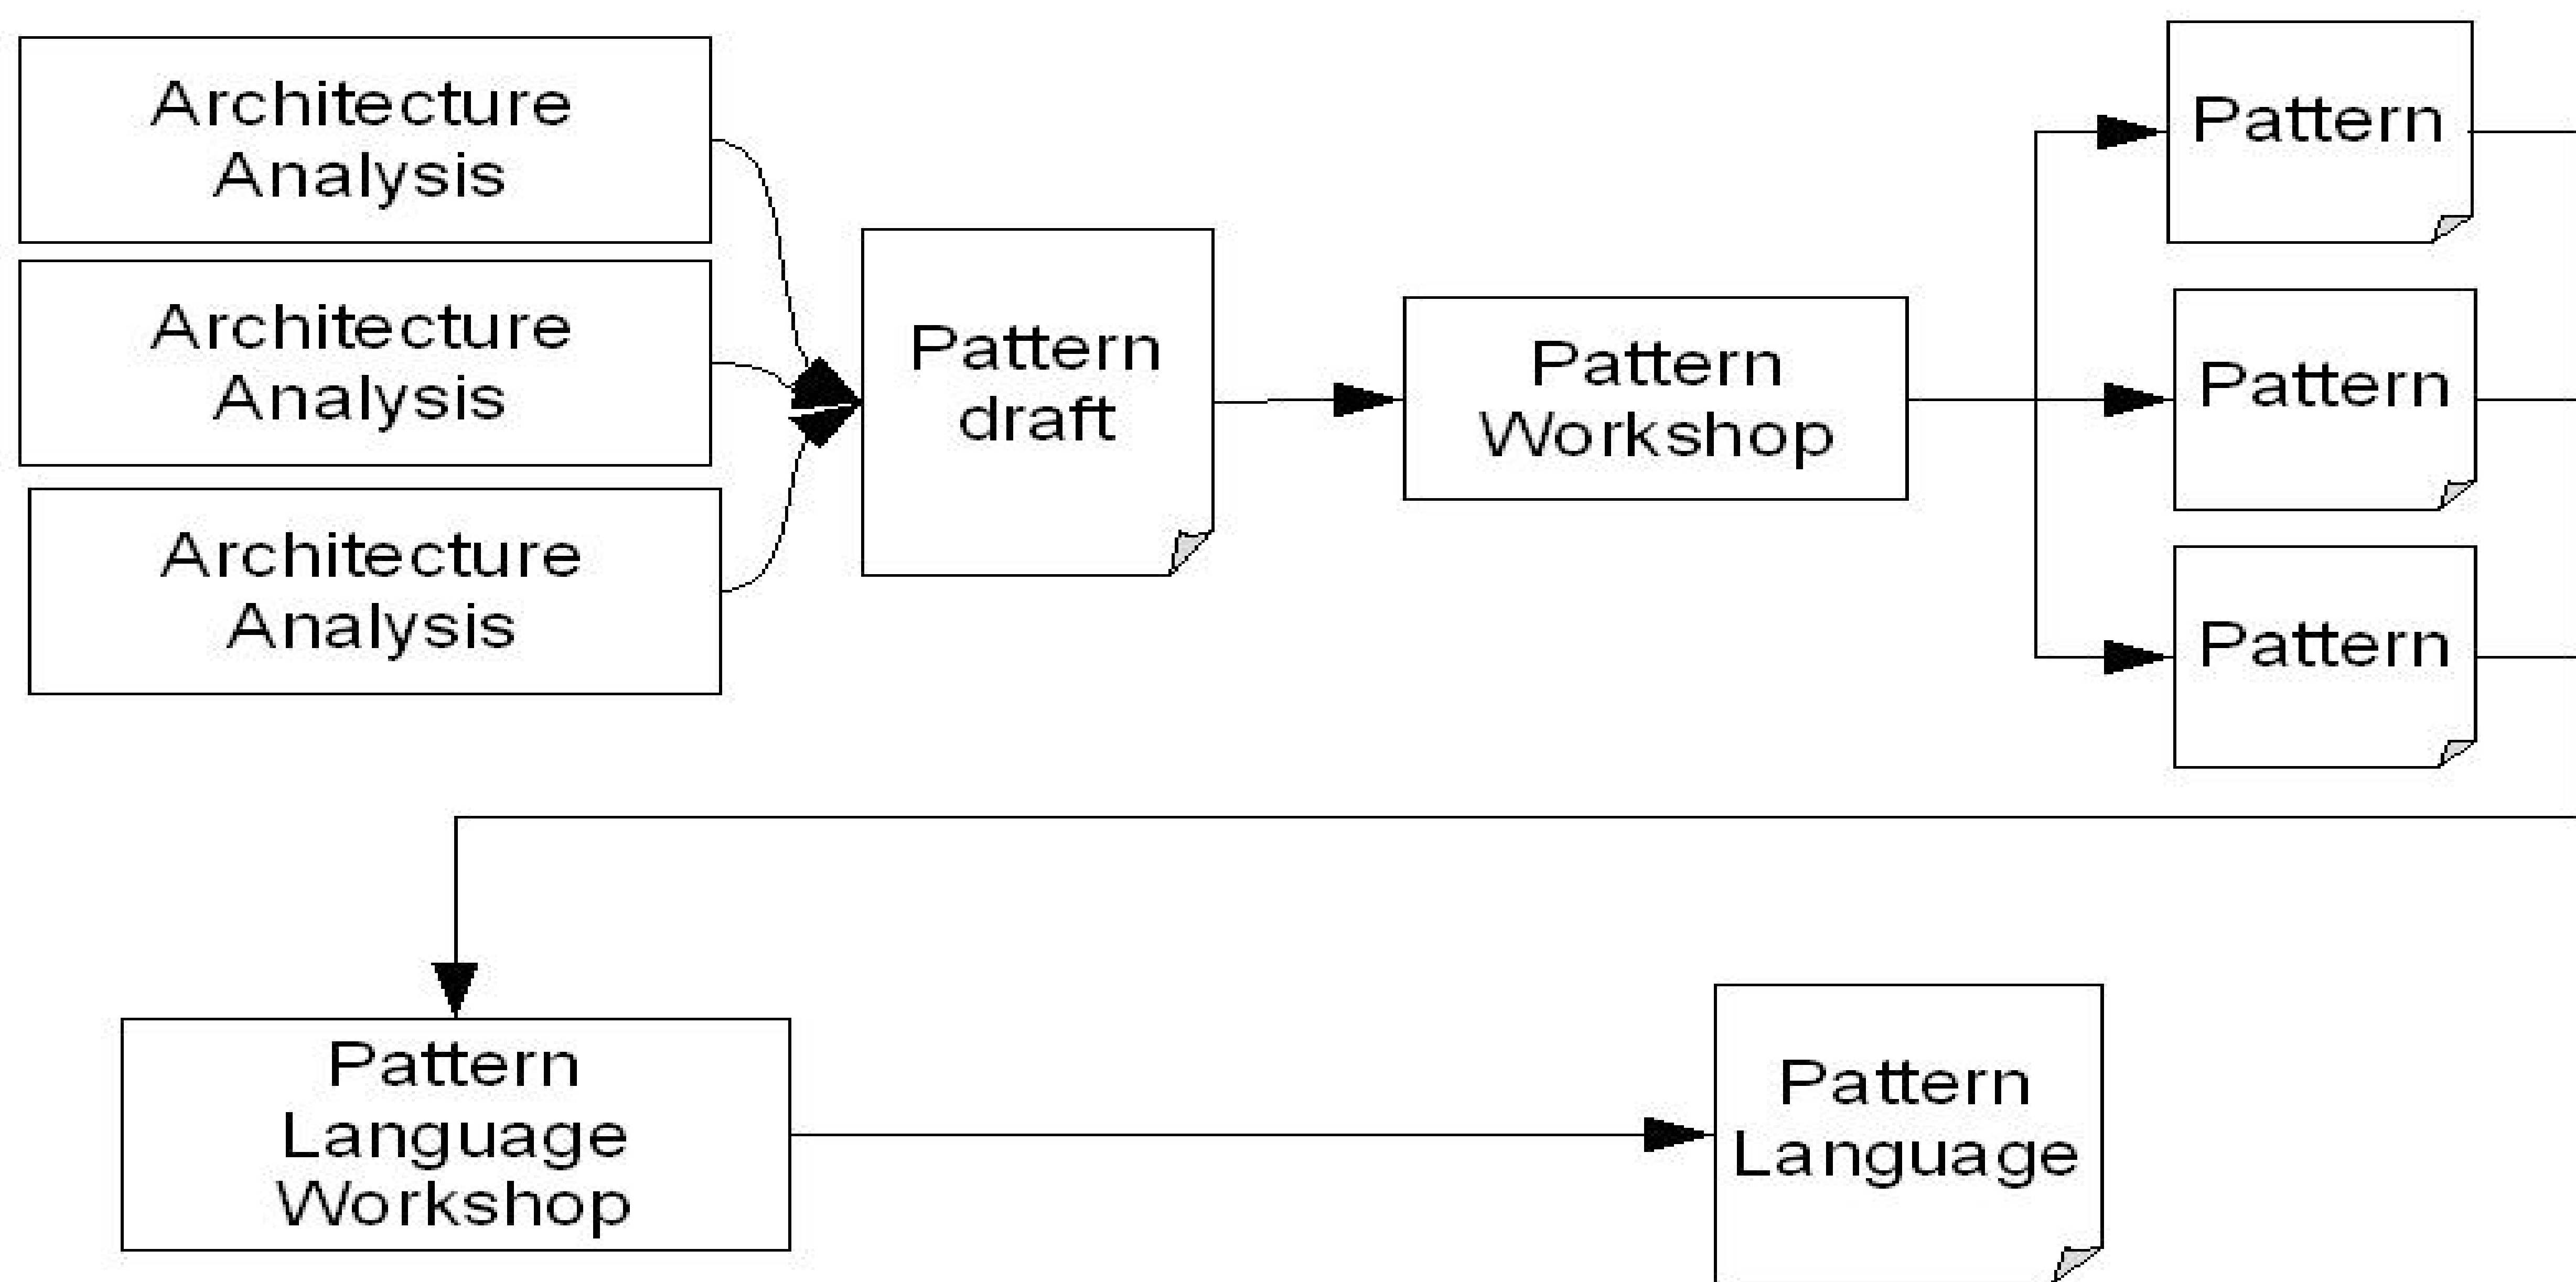 Architecture
Analysis
Architecture
Analysis
Architecture
Analysis
Pattern
draft
Pattern
Workshop
Pattern
Pattern
Pattern
Pattern
Language
Workshop
Pattern
Language